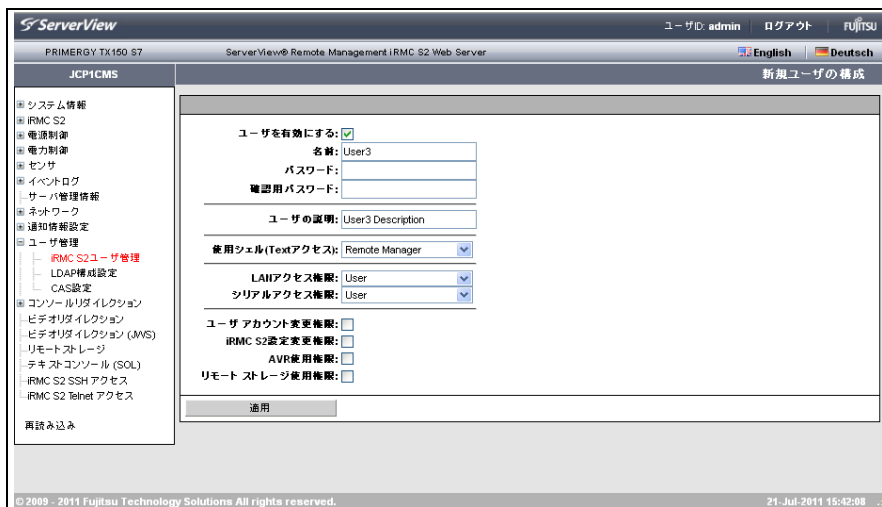 ServerView
ユーザID: admin
ログアウト
FUJITSU
PRIMERGY TX150 S7
ServerView® Remote Management iRMC S2 Web Server
English
Deutsch
JCP1CMS
新規ユーザの構成
システム情報
iRMC S2
電源制御
電力制御
センサ
イベントログ
サーバ管理情報
ネットワーク
通知情報設定
ユーザ管理
iRMC S2ユーザ管理
LDAP構成設定
CAS設定
コンソールリダイレクション
ビデオリダイレクション
ビデオリダイレクション (JWS)
リモートストレージ
テキストコンソール (SOL)
iRMC S2 SSH アクセス
iRMC S2 Telnet アクセス
再読み込み
ユーザを有効にする:
名前: User3
パスワード:
確認用パスワード:
ユーザの説明: User3 Description
使用シェル(Textアクセス): Remote Manager
LANアクセス権限: User
シリアルアクセス権限: User
ユーザ アカウント変更権限:
iRMC S2設定変更権限:
AVR使用権限:
リモート ストレージ使用権限:
適用
© 2009 - 2011 Fujitsu Technology Solutions All rights reserved.
21-Jul-2011 15:42:08